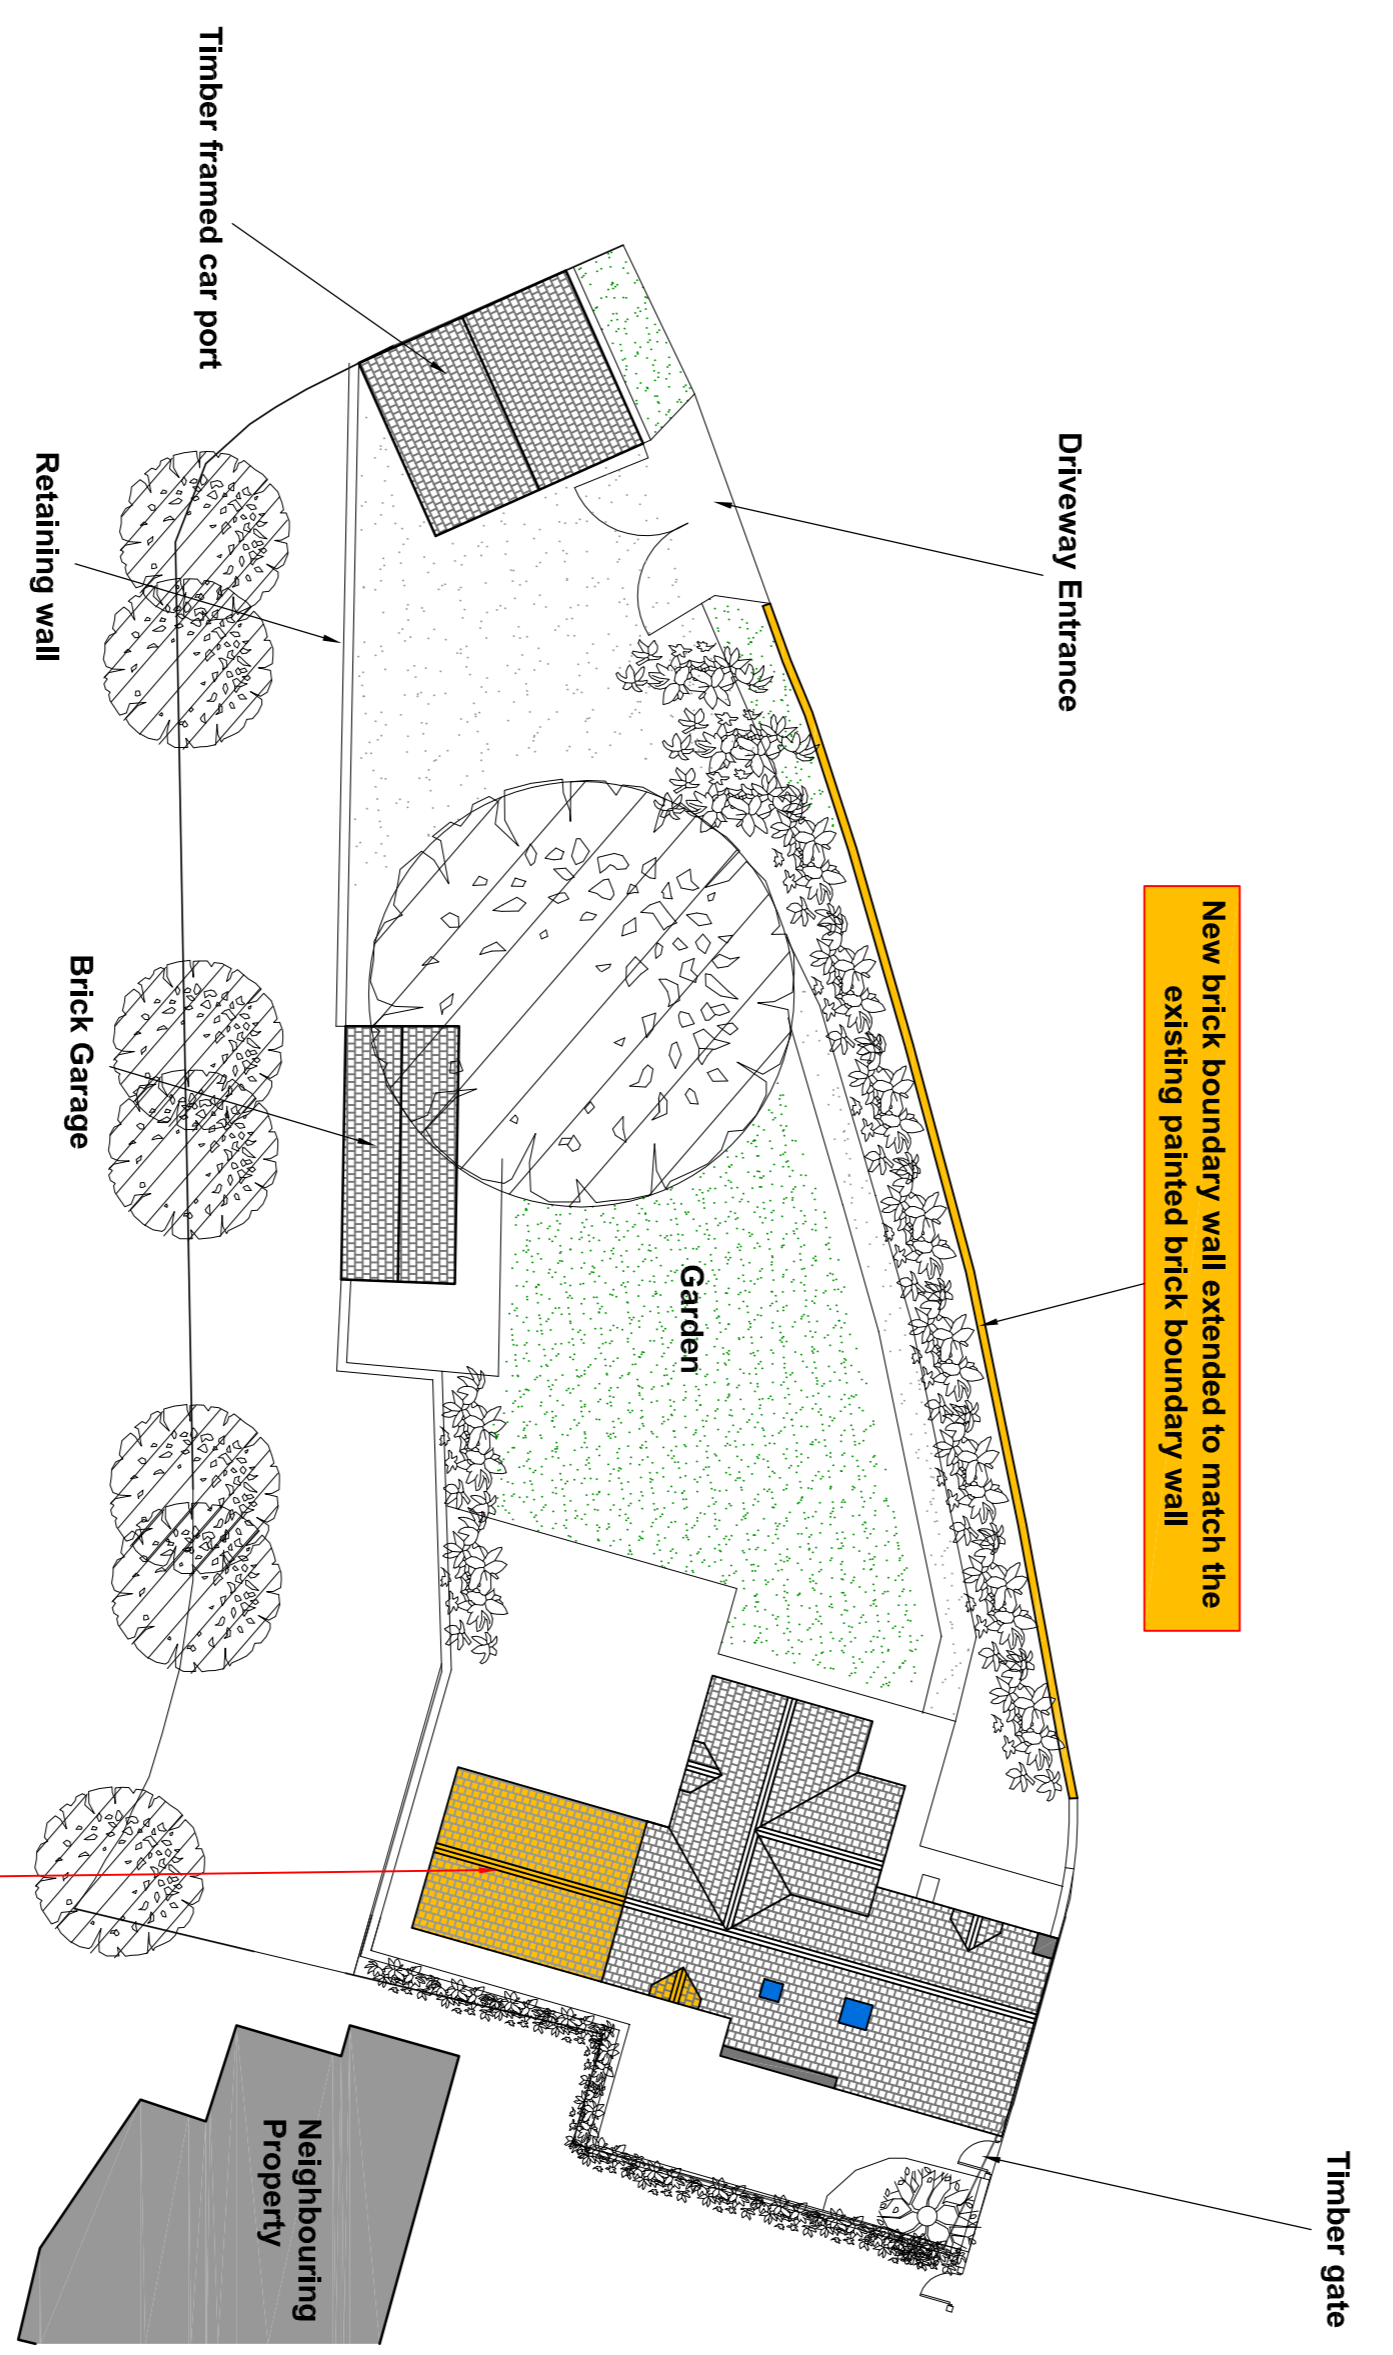 Timber framed car port
Driveway Entrance
Retaining wall
New brick boundary wall extended to match the
existing painted brick boundary wall
Brick Garage
Garden
Neighbouring
Property
Timber gate